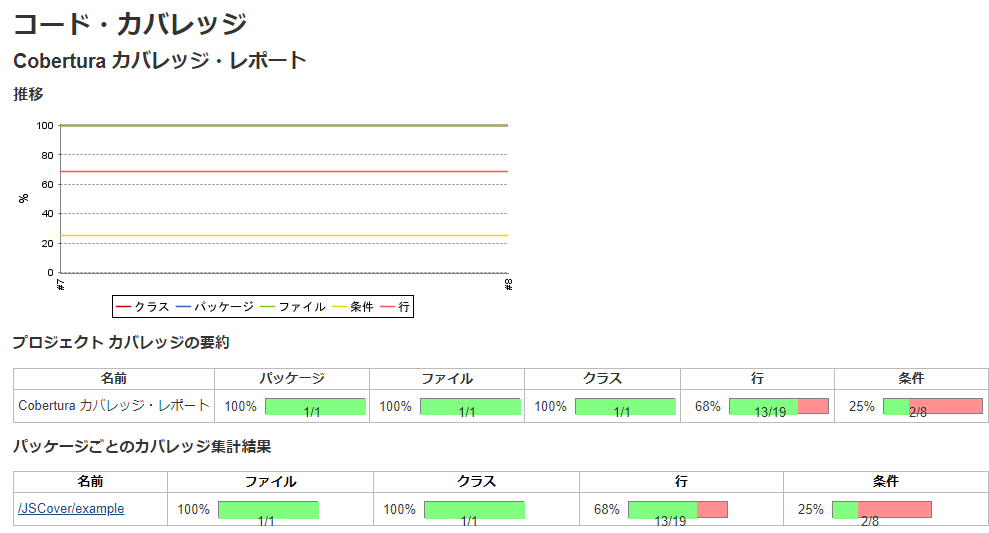 コード・カバレッジ
Cobertura カバレッジ・レポート
推移
100
80
60
40
20
0
%
#7
#8
クラス パッケージ ファイル 条件 行
プロジェクト カバレッジの要約
名前 パッケージ ファイル クラス 行 条件
Cobertura カバレッジ・レポート 100% 1/1 100% 1/1 100% 1/1 68% 13/19 25% 2/8
パッケージごとのカバレッジ集計結果
名前 ファイル クラス 行 条件
/JSCover/example 100% 1/1 100% 1/1 68% 13/19 25% 2/8